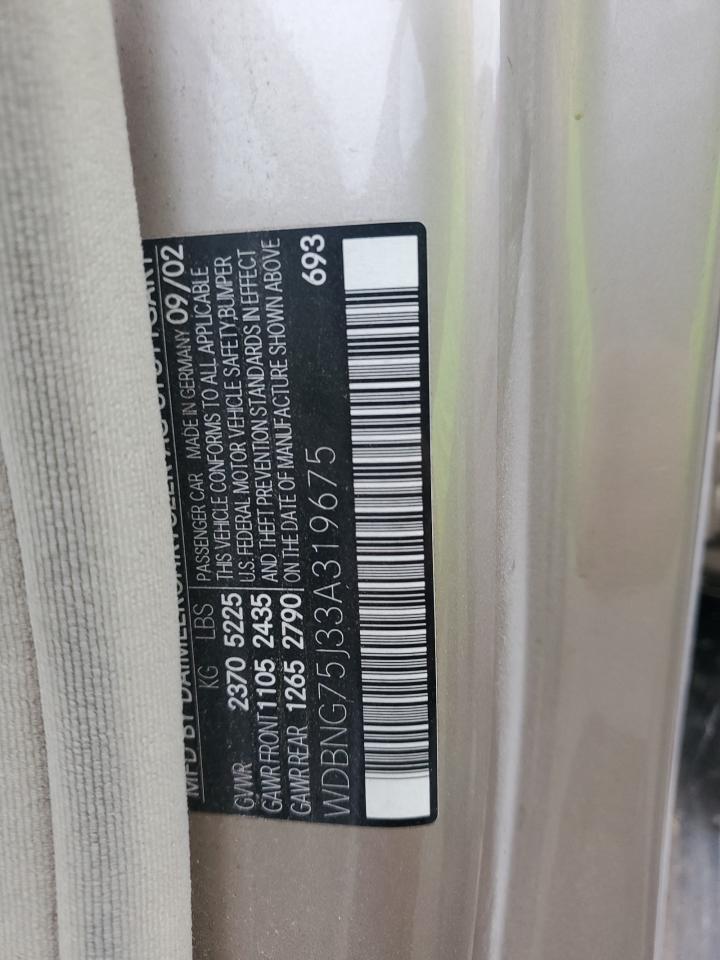 MFD BY DAIMLERCHRYSLER AG STUTTGART
KG LBS
GVWR 2370 5225
GAWR FRONT 1105 2435
GAWR REAR 1265 2790
PASSENGER CAR MADE IN GERMANY 09/02
THIS VEHICLE CONFORMS TO ALL APPLICABLE
U.S. FEDERAL MOTOR VEHICLE SAFETY,BUMPER
AND THEFT PREVENTION STANDARDS IN EFFECT
ON THE DATE OF MANUFACTURE SHOWN ABOVE
WDBNG75J33A319675 693